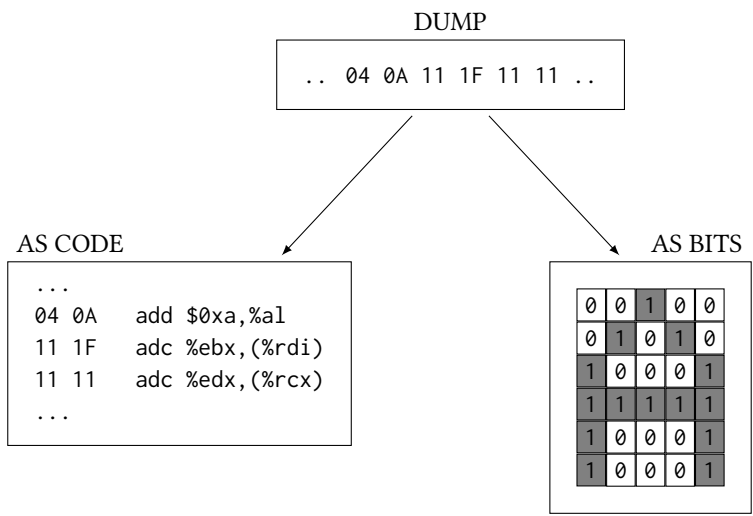 DUMP
.. 04 0A 11 1F 11 11 ..
AS CODE
...
04 0A add $0xa,%al
11 1F adc %ebx,(%rdi)
11 11 adc %edx,(%rcx)
...
AS BITS
0 0 1 0 0
0 1 0 1 0
1 0 0 0 1
1 1 1 1 1
1 0 0 0 1
1 0 0 0 1